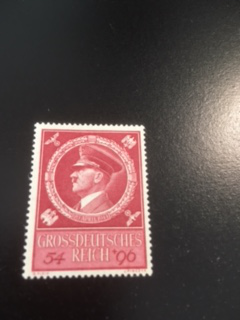 GROSSDEUTSCHES
54 REICH +96